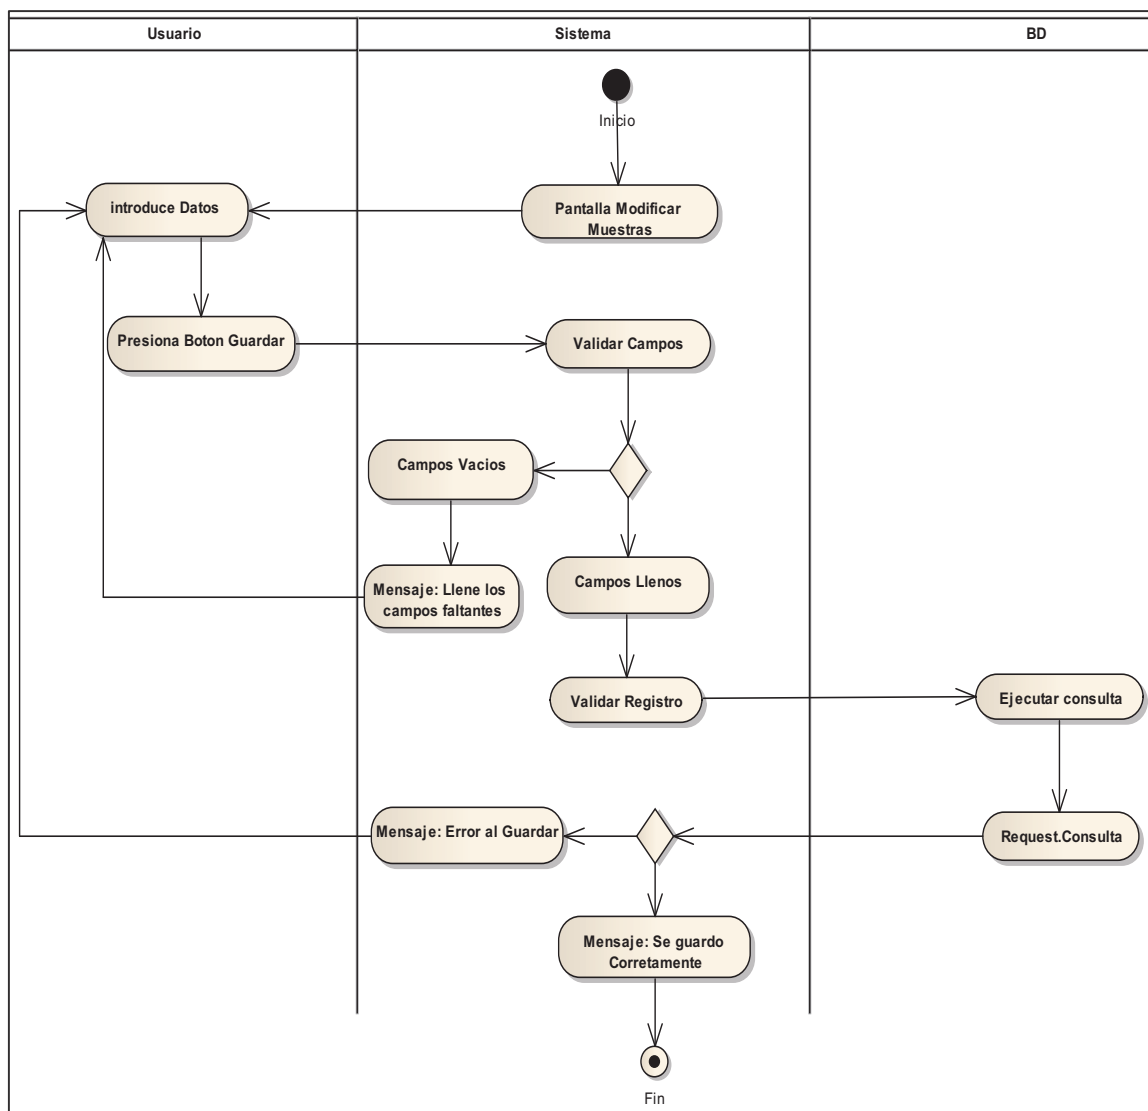 Usuario
Sistema
BD
Inicio
introduce Datos
Pantalla Modificar
Muestras
Presiona Boton Guardar
Validar Campos
Campos Vacios
Campos Llenos
Mensaje: Llene los
campos faltantes
Validar Registro
Ejecutar consulta
Mensaje: Error al Guardar
Request.Consulta
Mensaje: Se guardo
Corretamente
Fin